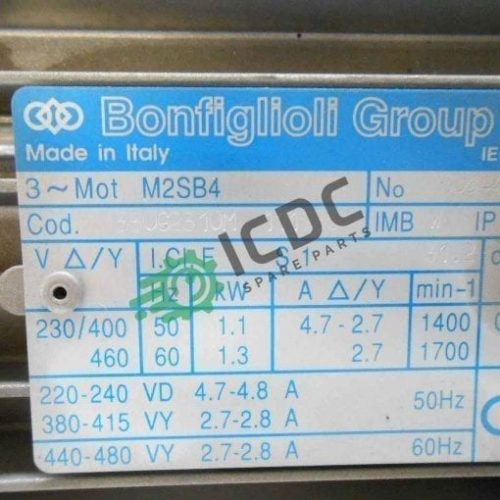 Bonfiglioli Group
Made in Italy IE
3~Mot M2SB4 No
Cod. IMB IP
V △/Y I.Cl F S
Hz kW A △/Y min-1
230/400 50 1.1 4.7-2.7 1400
460 60 1.3 2.7 1700
220-240 VD 4.7-4.8 A 50Hz
380-415 VY 2.7-2.8 A
440-480 VY 2.7-2.8 A 60Hz
ICDC
SPARE/PARTS